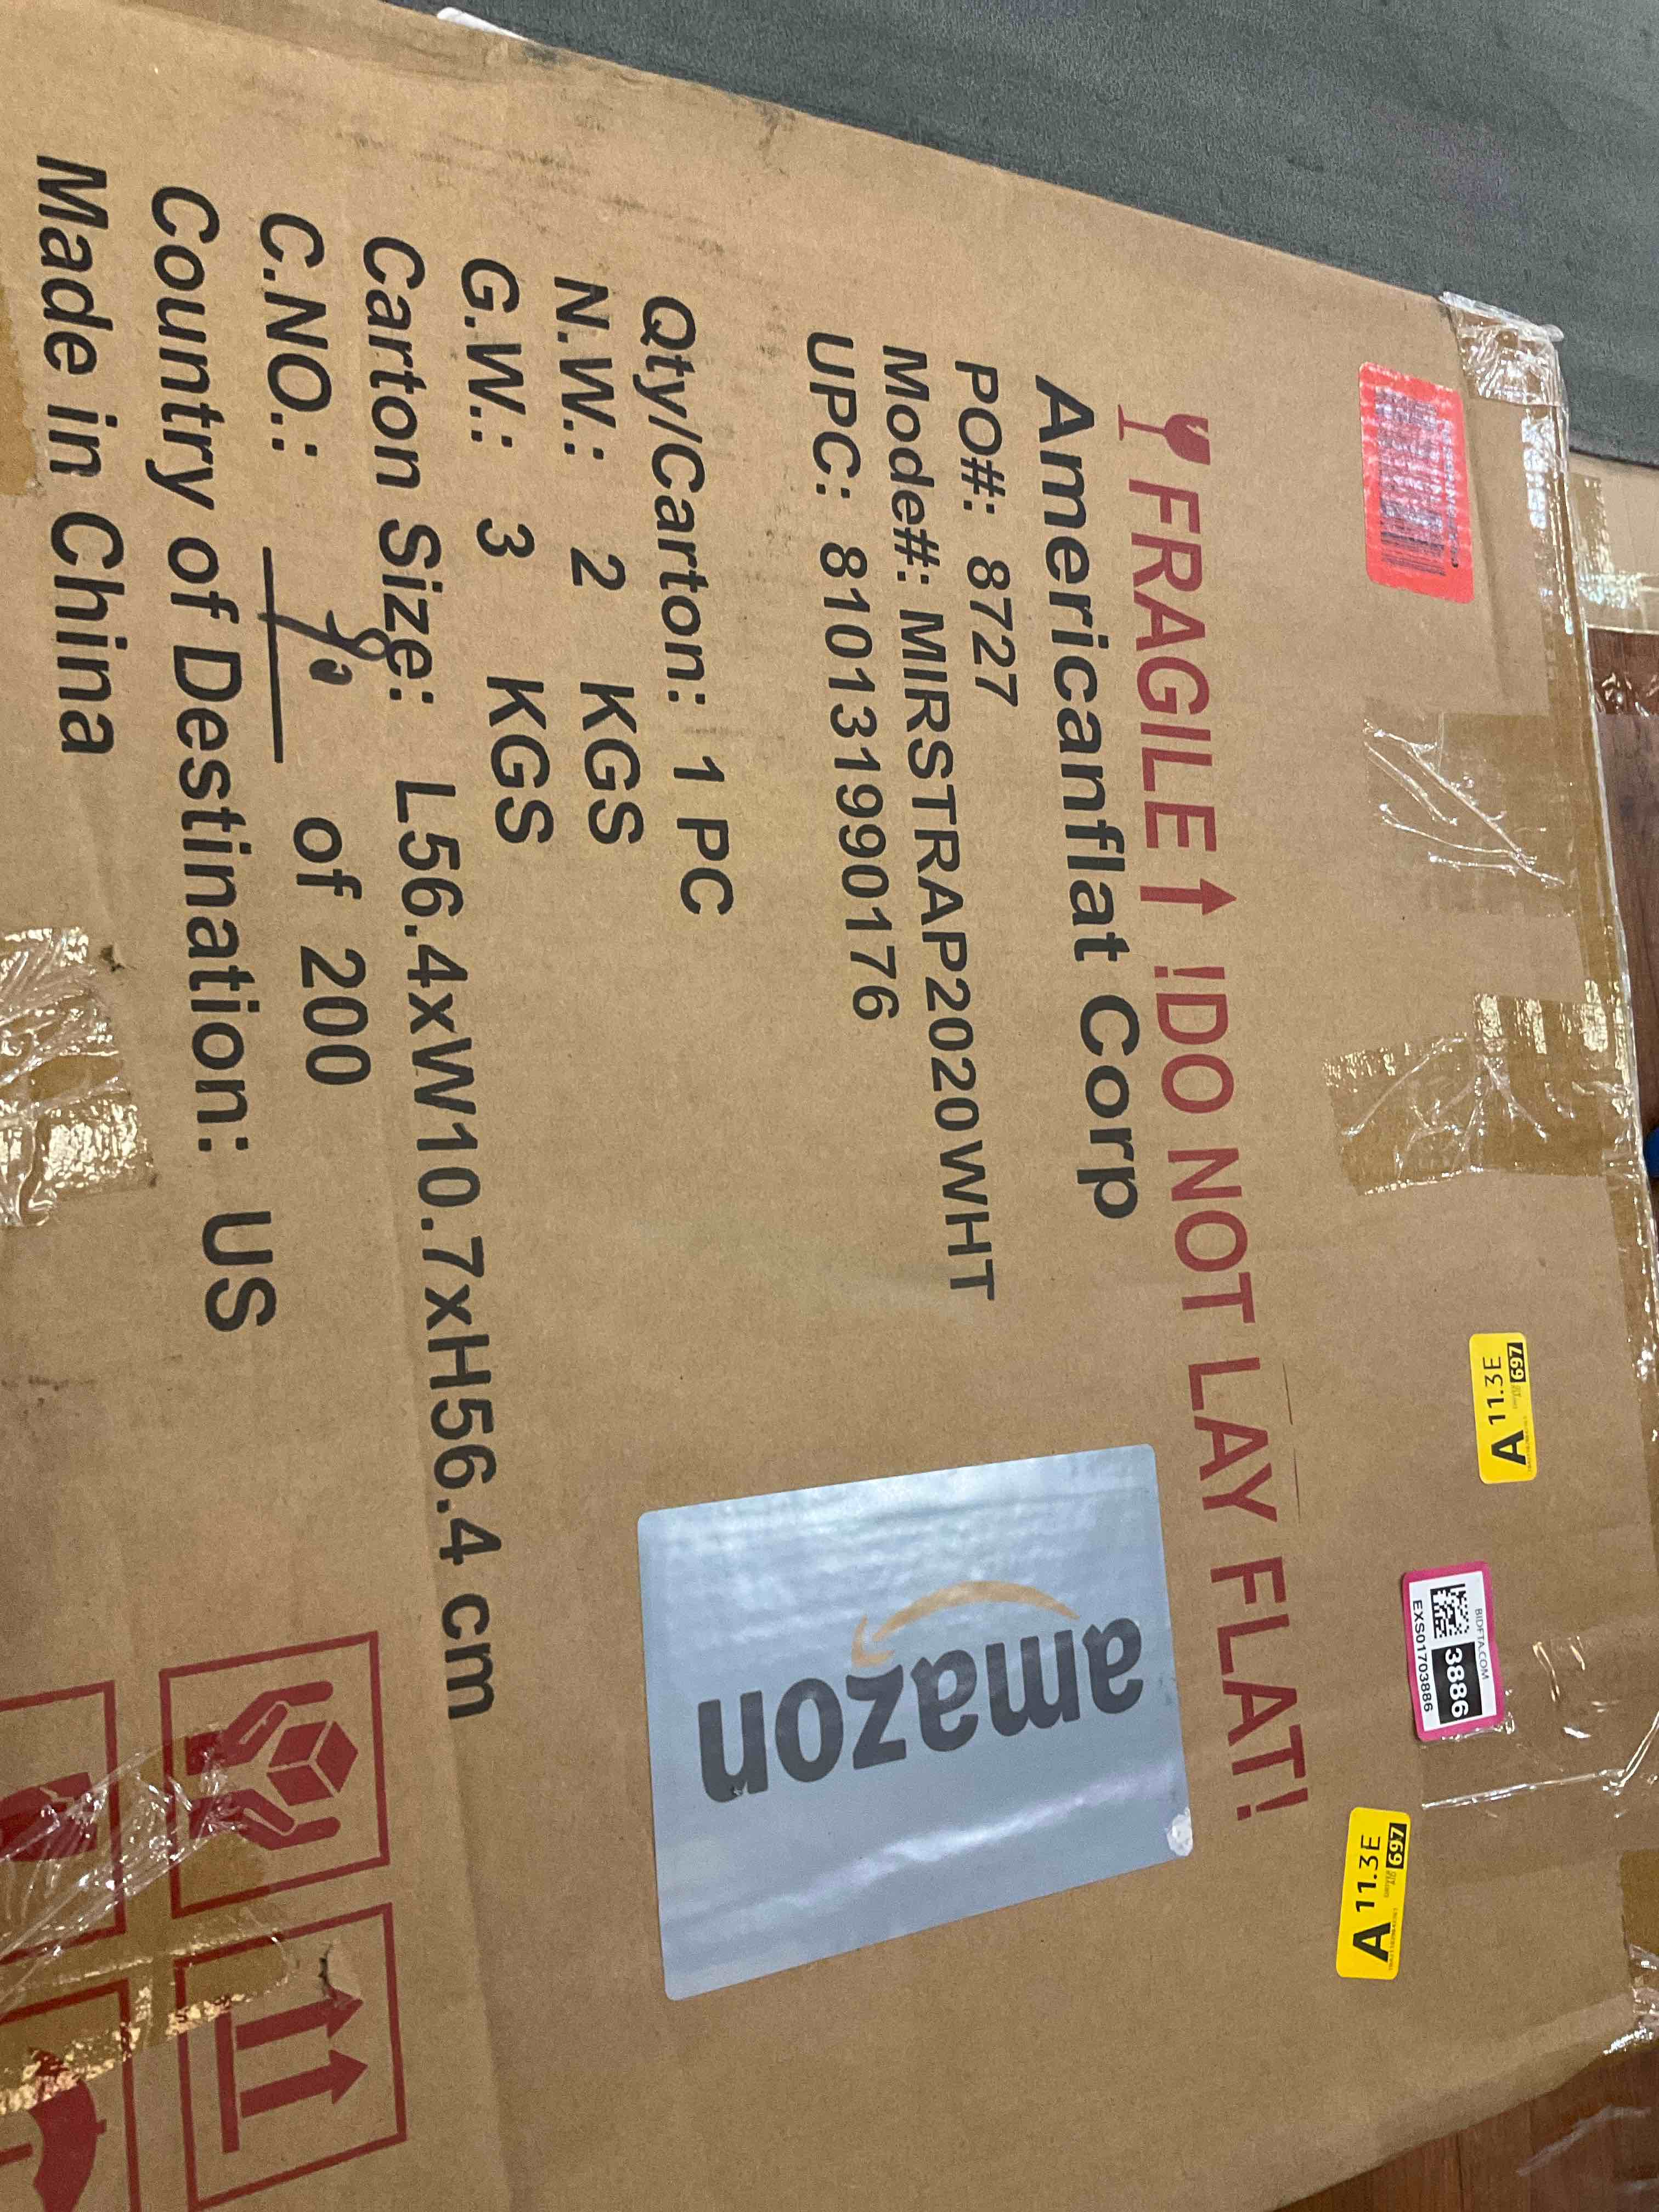 FRAGILE ↑ !DO NOT LAY FLAT!
Americanflat Corp
PO#: 8727
Mode#: MIRSTRAP2020WHT
UPC: 810131990176
Qty/Carton: 1 PC
N.W.: 2 KGS
G.W.: 3 KGS
Carton Size: L56.4xW10.7xH56.4 cm
C.NO.: of 200
Country of Destination: US
Made in China
amazon
A 11.3E
697
BIDFTA.COM
3886
EXS01703886
A 11.3E
697